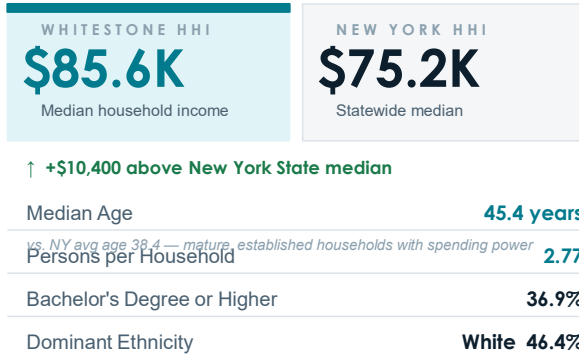 WHITESTONE HHI
$85.6K
Median household income
NEW YORK HHI
$75.2K
Statewide median
↑ +$10,400 above New York State median
Median Age 45.4 years
vs. NY avg age 38.4 — mature, established households with spending power
Persons per Household 2.77
Bachelor's Degree or Higher 36.9%
Dominant Ethnicity White 46.4%